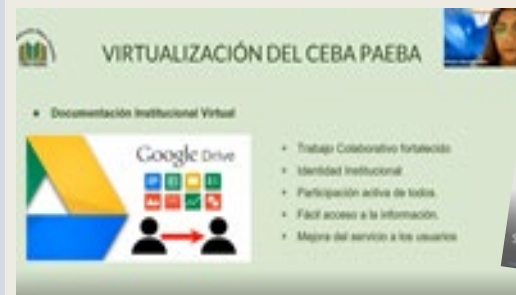 VIRTUALIZACIÓN DEL CEBA PAEBA
Documentación Institucional Virtual
Google Drive
Trabajo Colaborativo fortalecido
Identidad Institucional
Participación activa de todos.
Fácil acceso a la información.
Mejora del servicio a los usuarios